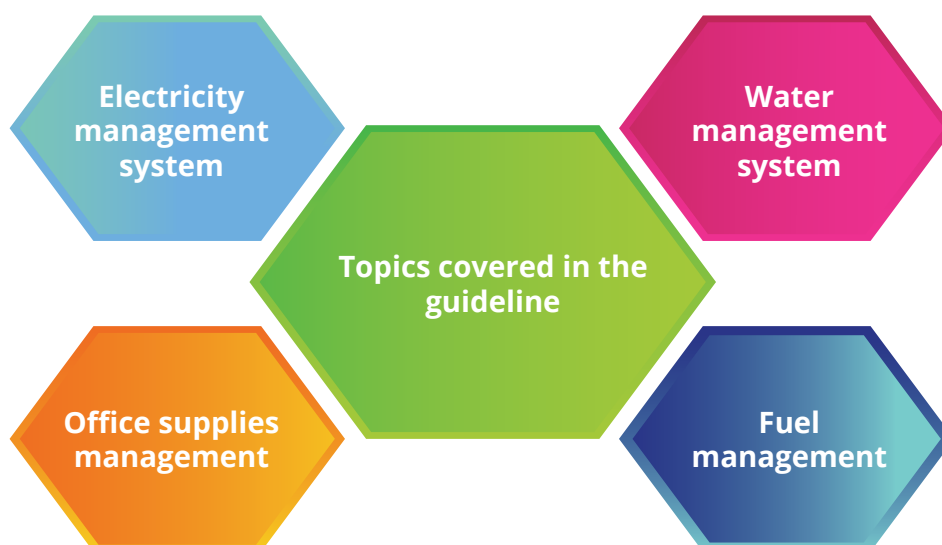 Electricity
management
system
Water
management
system
Topics covered in the
guideline
Office supplies
management
Fuel
management